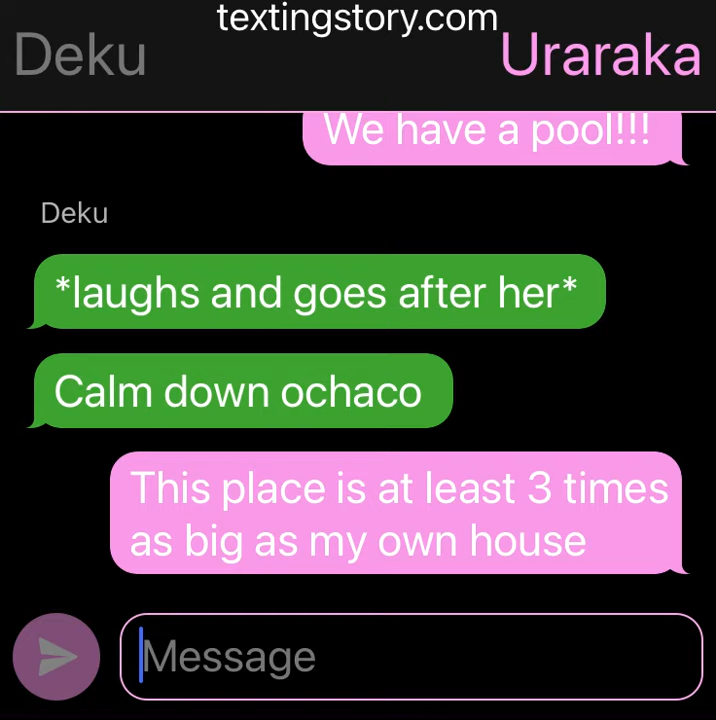 textingstory.com
Deku
Uraraka
We have a pool!!!
Deku
*laughs and goes after her*
Calm down ochaco
This place is at least 3 times
as big as my own house
Message